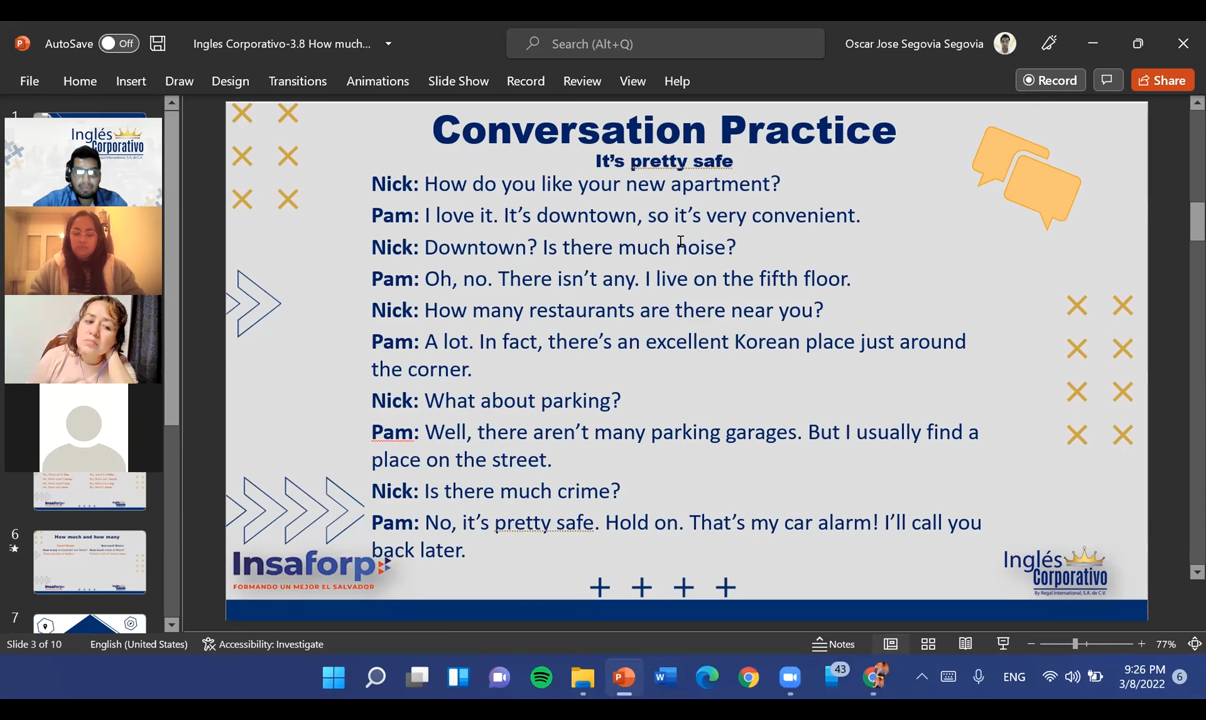 AutoSave Off Ingles Corporativo-3.8 How much... Search (Alt+Q) Oscar Jose Segovia Segovia
File Home Insert Draw Design Transitions Animations Slide Show Record Review View Help Record Share
1
Inglés
Corporativo
6
How much and how many
7
Conversation Practice
It's pretty safe
Nick: How do you like your new apartment?
Pam: I love it. It's downtown, so it's very convenient.
Nick: Downtown? Is there much noise?
Pam: Oh, no. There isn't any. I live on the fifth floor.
Nick: How many restaurants are there near you?
Pam: A lot. In fact, there's an excellent Korean place just around
the corner.
Nick: What about parking?
Pam: Well, there aren't many parking garages. But I usually find a
place on the street.
Nick: Is there much crime?
Pam: No, it's pretty safe. Hold on. That's my car alarm! I'll call you
back later.
Insaforp
FORMANDO UN MEJOR EL SALVADOR
Inglés
Corporativo
By Regal International, S.A. de C.V.
Slide 3 of 10 English (United States) Accessibility: Investigate Notes 77%
43 ENG 9:26 PM
3/8/2022 6